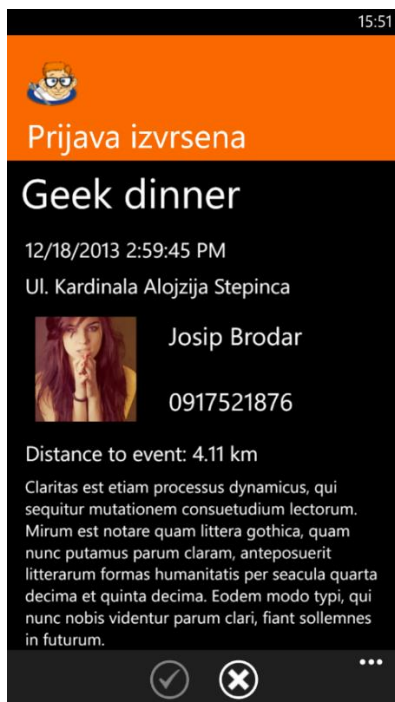 15:51
Prijava izvrsena
Geek dinner
12/18/2013 2:59:45 PM
Ul. Kardinala Alojzija Stepinca
Josip Brodar
0917521876
Distance to event: 4.11 km
Claritas est etiam processus dynamicus, qui
sequitur mutationem consuetudium lectorum.
Mirum est notare quam littera gothica, quam
nunc putamus parum claram, anteposuerit
litterarum formas humanitatis per seacula quarta
decima et quinta decima. Eodem modo typi, qui
nunc nobis videntur parum clari, fiant sollemnes
in futurum.